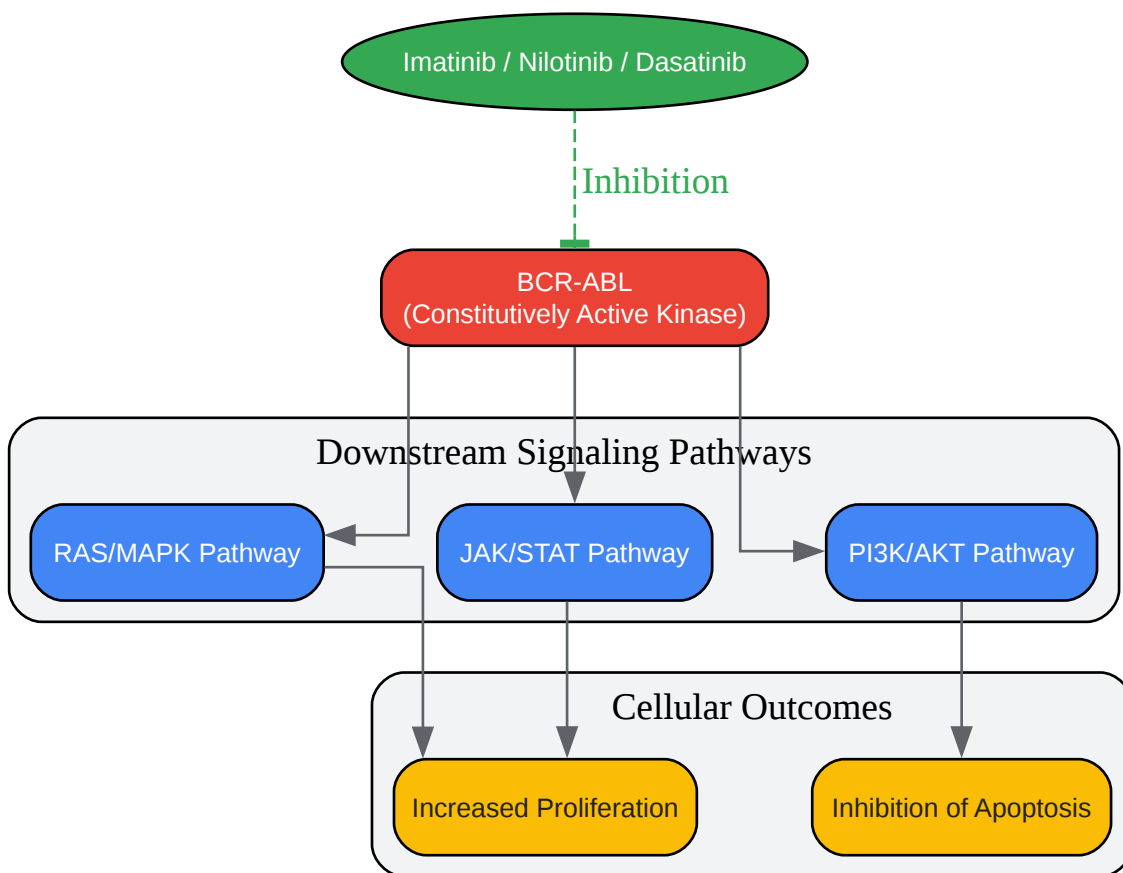 Imatinib / Nilotinib / Dasatinib
Inhibition
BCR-ABL
(Constitutively Active Kinase)
Downstream Signaling Pathways
RAS/MAPK Pathway
JAK/STAT Pathway
PI3K/AKT Pathway
Cellular Outcomes
Increased Proliferation
Inhibition of Apoptosis